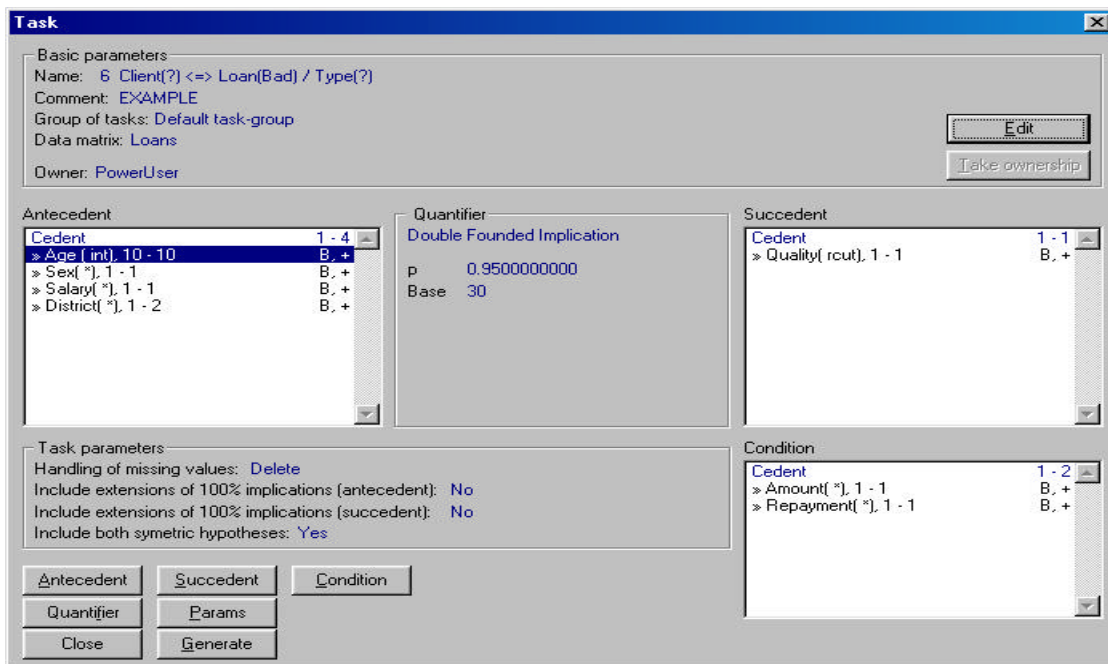 Task
Basic parameters
Name: 6 Client(?) <=> Loan(Bad) / Type(?)
Comment: EXAMPLE
Group of tasks: Default task-group
Data matrix: Loans
Owner: PowerUser
Edit
Take ownership
Antecedent
Cedent 1 - 4
» Age ( int), 10 - 10 B, +
» Sex( *), 1 - 1 B, +
» Salary( *), 1 - 1 B, +
» District( *), 1 - 2 B, +
Quantifier
Double Founded Implication
p 0.9500000000
Base 30
Succedent
Cedent 1 - 1
» Quality( rcut), 1 - 1 B, +
Task parameters
Handling of missing values: Delete
Include extensions of 100% implications (antecedent): No
Include extensions of 100% implications (succedent): No
Include both symetric hypotheses: Yes
Condition
Cedent 1 - 2
» Amount( *), 1 - 1 B, +
» Repayment( *), 1 - 1 B, +
Antecedent Succedent Condition
Quantifier Params
Close Generate